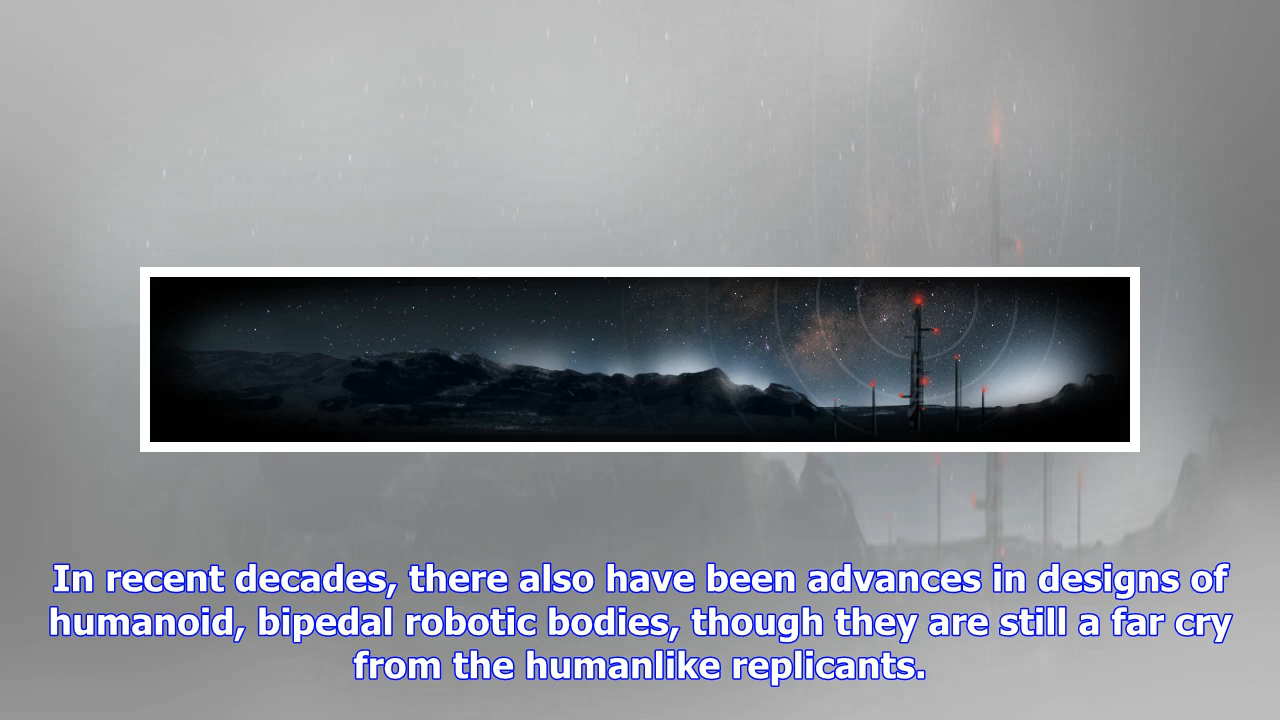 In recent decades, there also have been advances in designs of
humanoid, bipedal robotic bodies, though they are still a far cry
from the humanlike replicants.